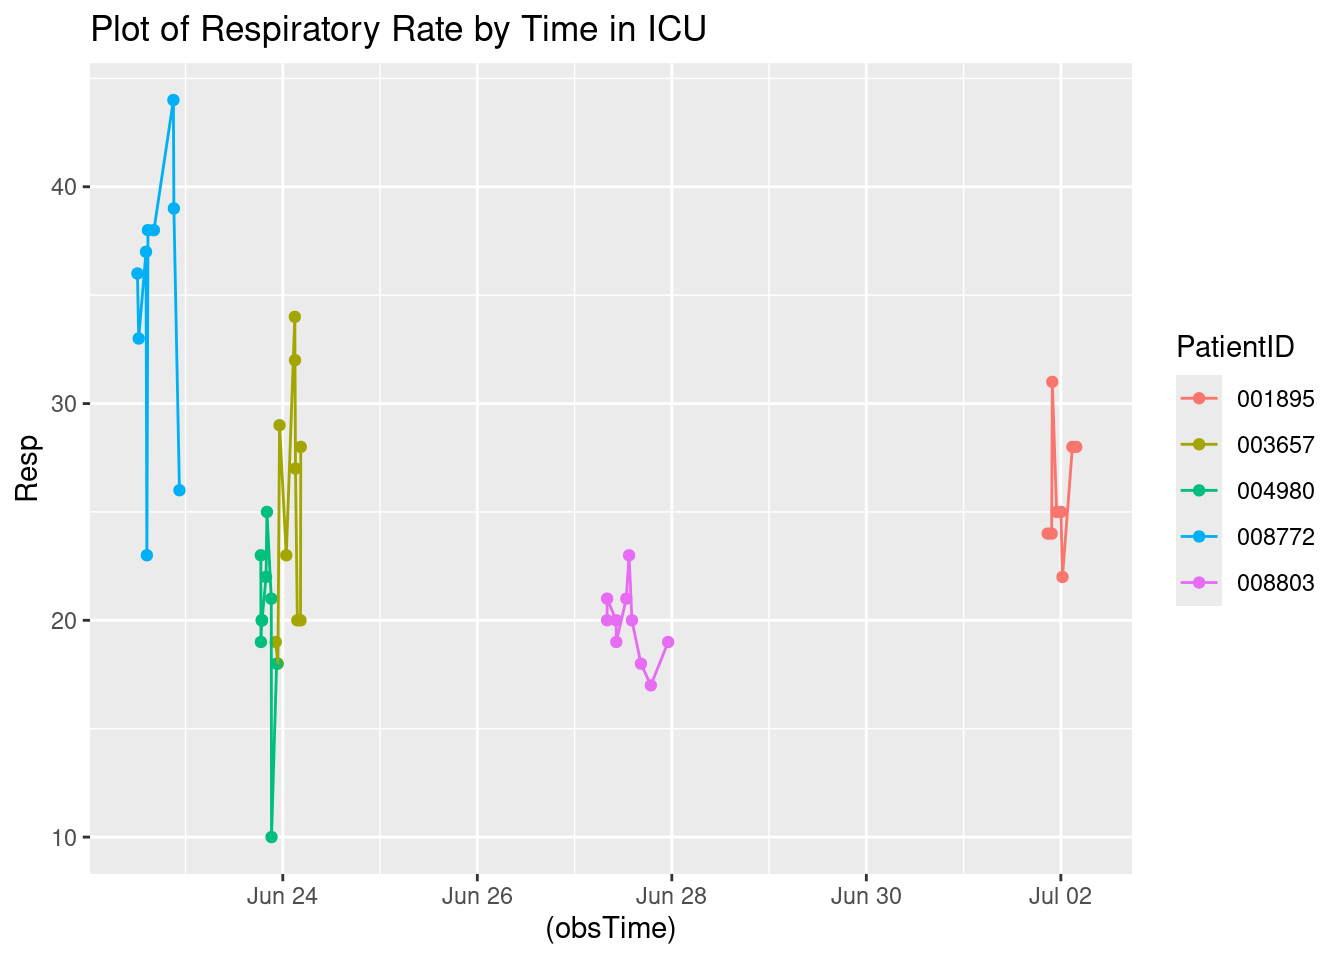 Plot of Respiratory Rate by Time in ICU
40
30
20
10
Resp
Jun 24
Jun 26
Jun 28
Jun 30
Jul 02
(obsTime)
PatientID
001895
003657
004980
008772
008803